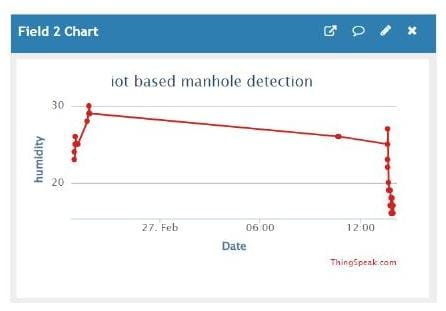 Field 2 Chart
iot based manhole detection
30
20
humidity
27. Feb 06:00 12:00
Date
ThingSpeak.com